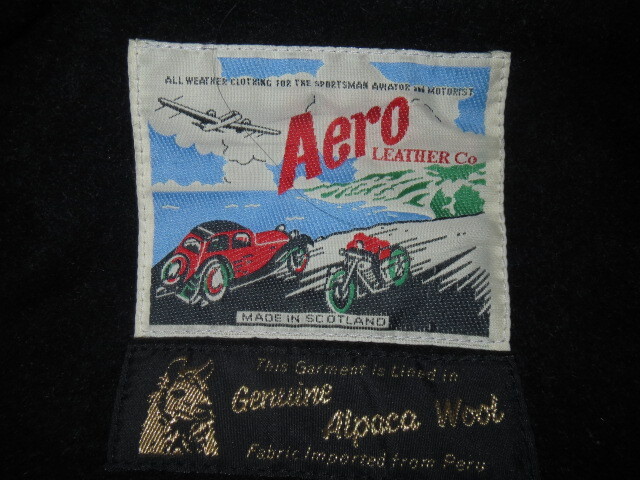 ALL WEATHER CLOTHING FOR THE SPORTSMAN AVIATOR AND MOTORIST
Aero
LEATHER Co
MADE IN SCOTLAND
This Garment is Lined in
Genuine
Alpaca Wool
Fabric Imported from Peru